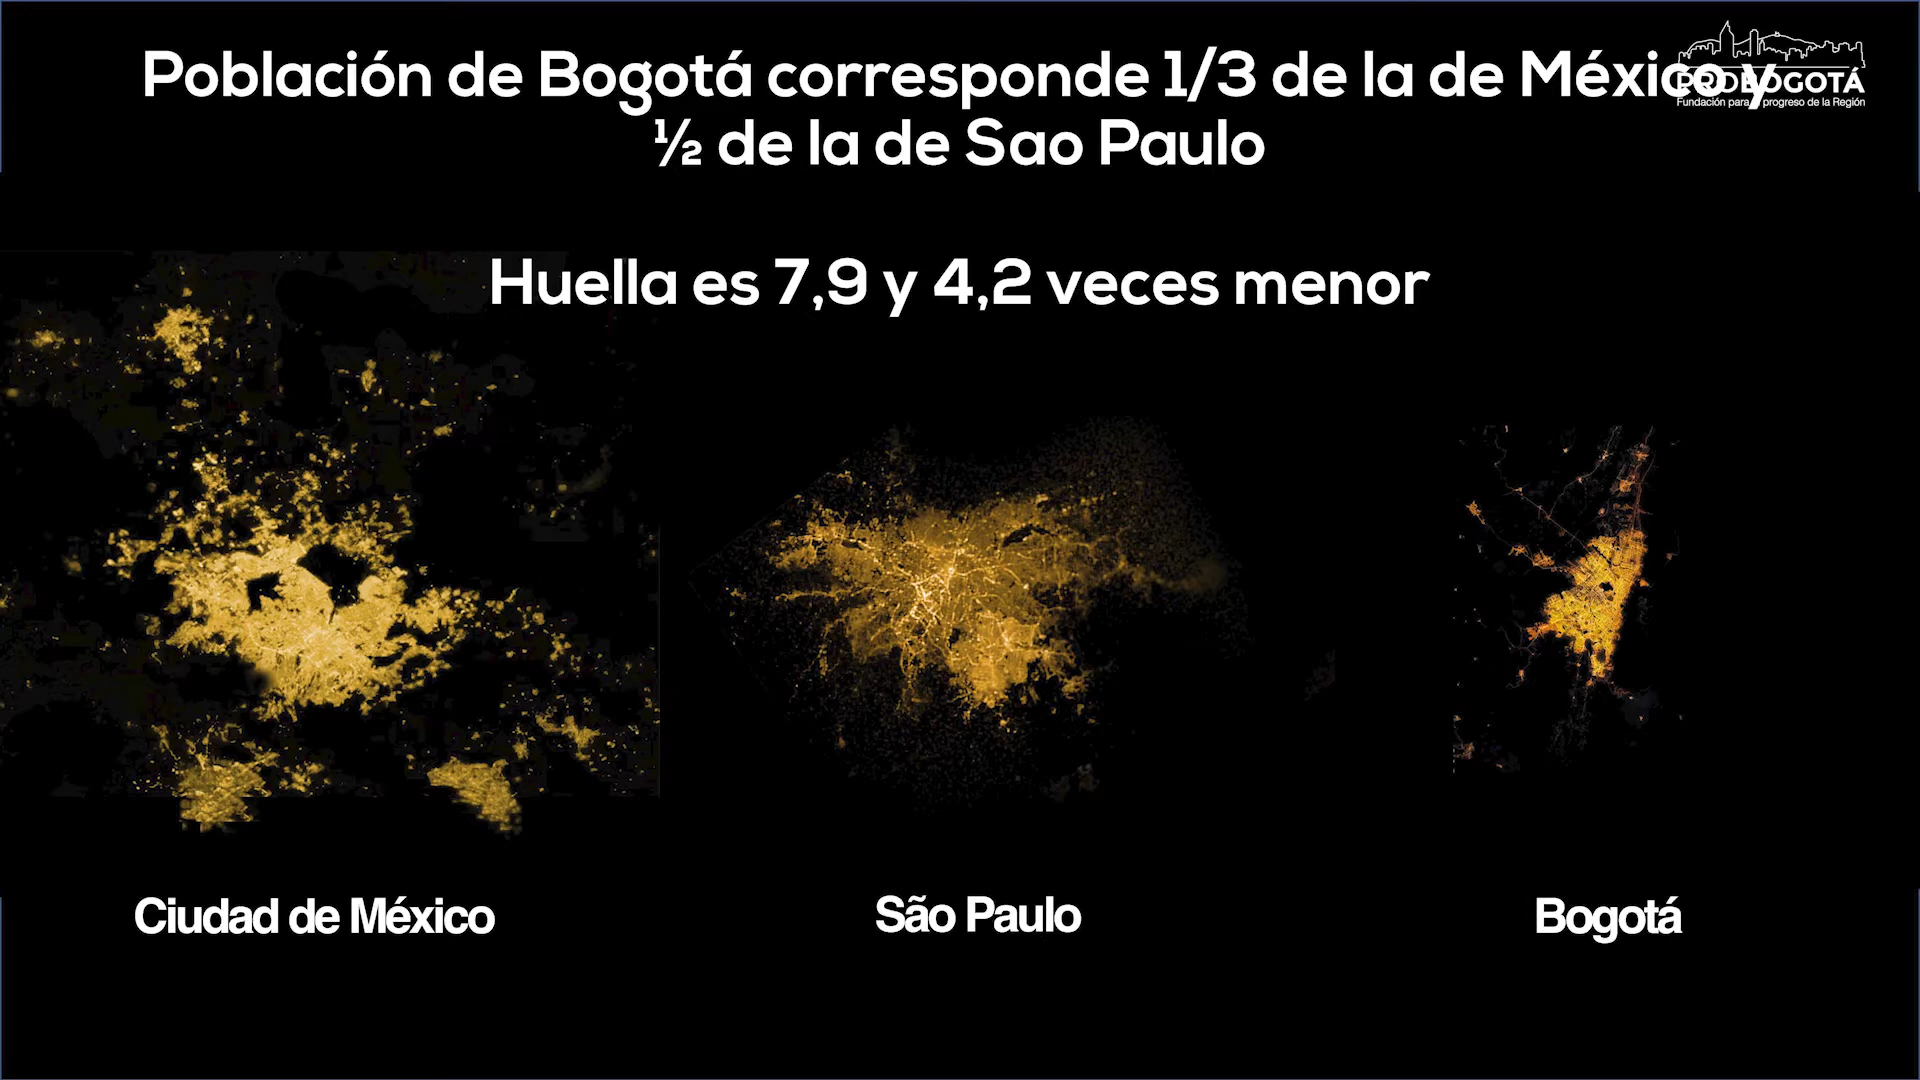 Población de Bogotá corresponde 1/3 de la de México y
½ de la de Sao Paulo
PROBOGOTÁ
Fundación para el progreso de la Región
Huella es 7,9 y 4,2 veces menor
Ciudad de México
São Paulo
Bogotá